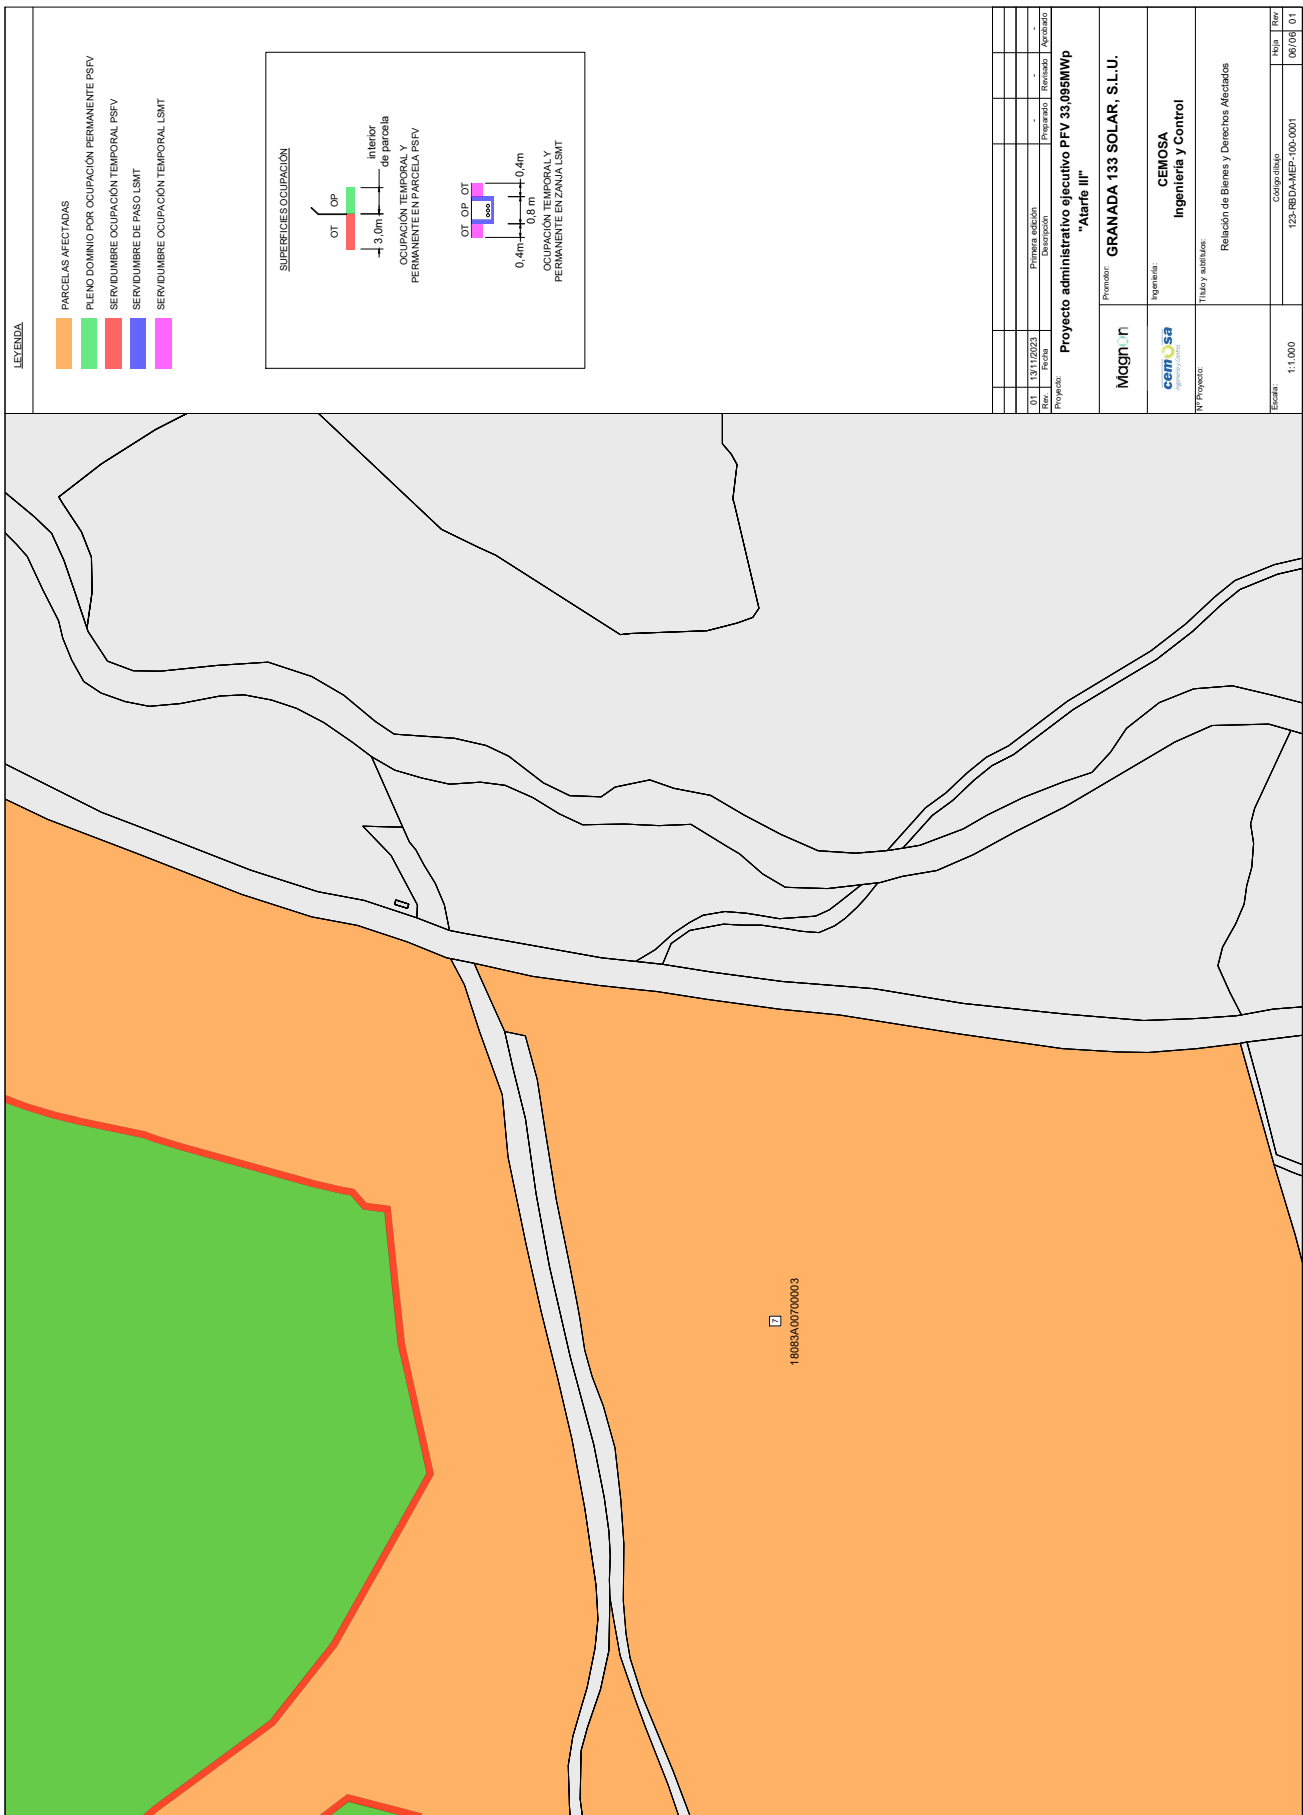 LEYENDA
PARCELAS AFECTADAS
PLENO DOMINIO POR OCUPACIÓN PERMANENTE PSFV
SERVIDUMBRE OCUPACIÓN TEMPORAL PSFV
SERVIDUMBRE DE PASO LSMT
SERVIDUMBRE OCUPACIÓN TEMPORAL LSMT
SUPERFICIES OCUPACIÓN
OT OP
3,0m
interior
de parcela
OCUPACIÓN TEMPORAL Y
PERMANENTE EN PARCELA PSFV
OT OP OT
0,4m 0,4m
0,8 m
OCUPACIÓN TEMPORAL Y
PERMANENTE EN ZANJA LSMT
01 13/11/2023 Primera edición - - -
Rev. Fecha Descripción Preparado Revisado Aprobado
Proyecto:
Proyecto administrativo ejecutivo PFV 33,095MWp
"Atarfe III"
Magnon
Promotor:
GRANADA 133 SOLAR, S.L.U.
cemosa
Ingeniería y Control
Ingeniería:
CEMOSA
Ingeniería y Control
Nº Proyecto:
Título y subtítulos:
Relación de Bienes y Derechos Afectados
Escala: Código dibujo Hoja Rev
1:1.000 123-RBDA-MEP-100-0001 06/06 01
7
18083A00700003